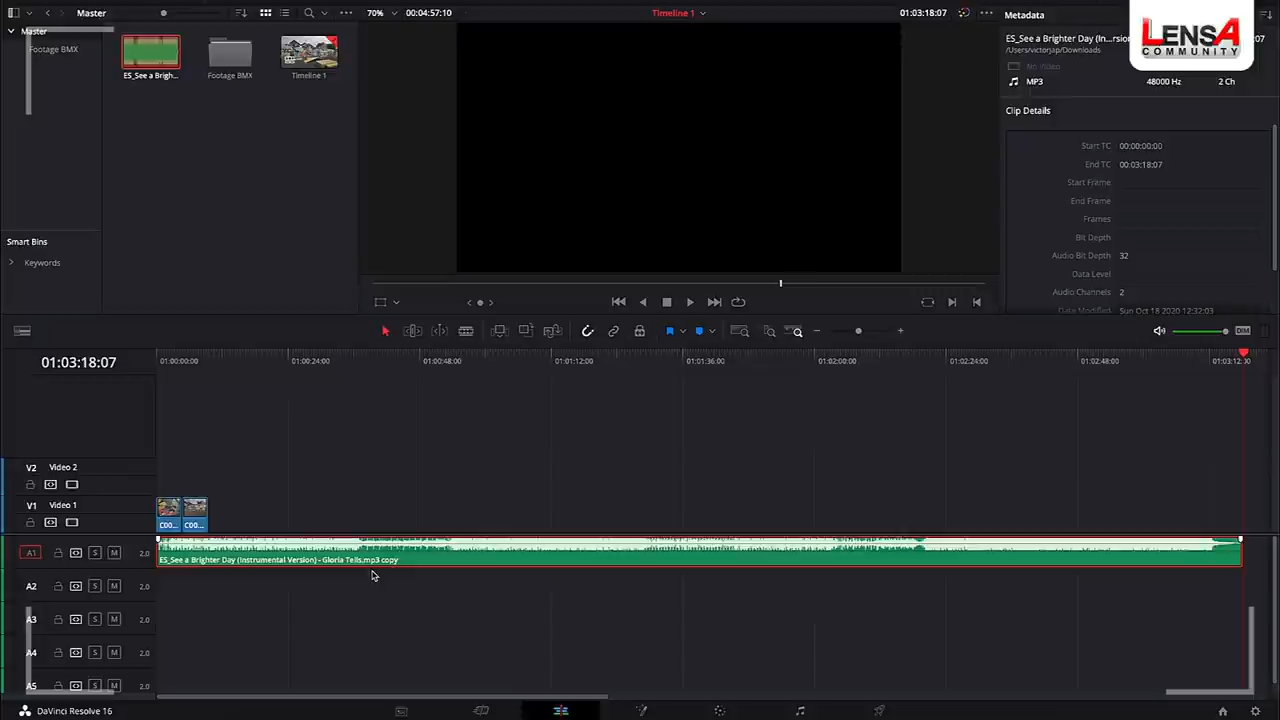 Master
70%
00:04:57:10
Timeline 1
01:03:18:07
Metadata
LENSA
COMMUNITY
Master
Footage BMX
ES_See a Brigh...
Footage BMX
Timeline 1
ES_See a Brighter Day (In...rsio
07
/Users/victorjap/Downloads
No Video
MP3
48000 Hz
2 Ch
Clip Details
Start TC 00:00:00:00
End TC 00:03:18:07
Start Frame
End Frame
Frames
Bit Depth
Audio Bit Depth 32
Data Level
Audio Channels 2
Data Modified Sun Oct 18 2020 12:32:03
Smart Bins
Keywords
DIM
01:03:18:07
01:00:00:00
01:00:24:00
01:00:48:00
01:01:12:00
01:01:36:00
01:02:00:00
01:02:24:00
01:02:48:00
01:03:12:00
V2 Video 2
V1 Video 1
C00...
C00...
A1 S M 2.0
ES_See a Brighter Day (Instrumental Version) - Gloria Tells.mp3 copy
A2 S M 2.0
A3 S M 2.0
A4 S M 2.0
A5 S M 2.0
DaVinci Resolve 16